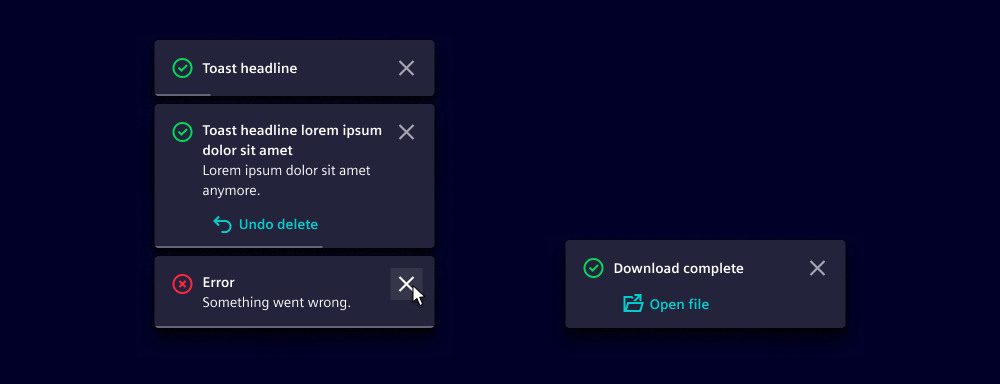 Toast headline
Toast headline lorem ipsum
dolor sit amet
Lorem ipsum dolor sit amet
anymore.
Undo delete
Error
Something went wrong.
Download complete
Open file